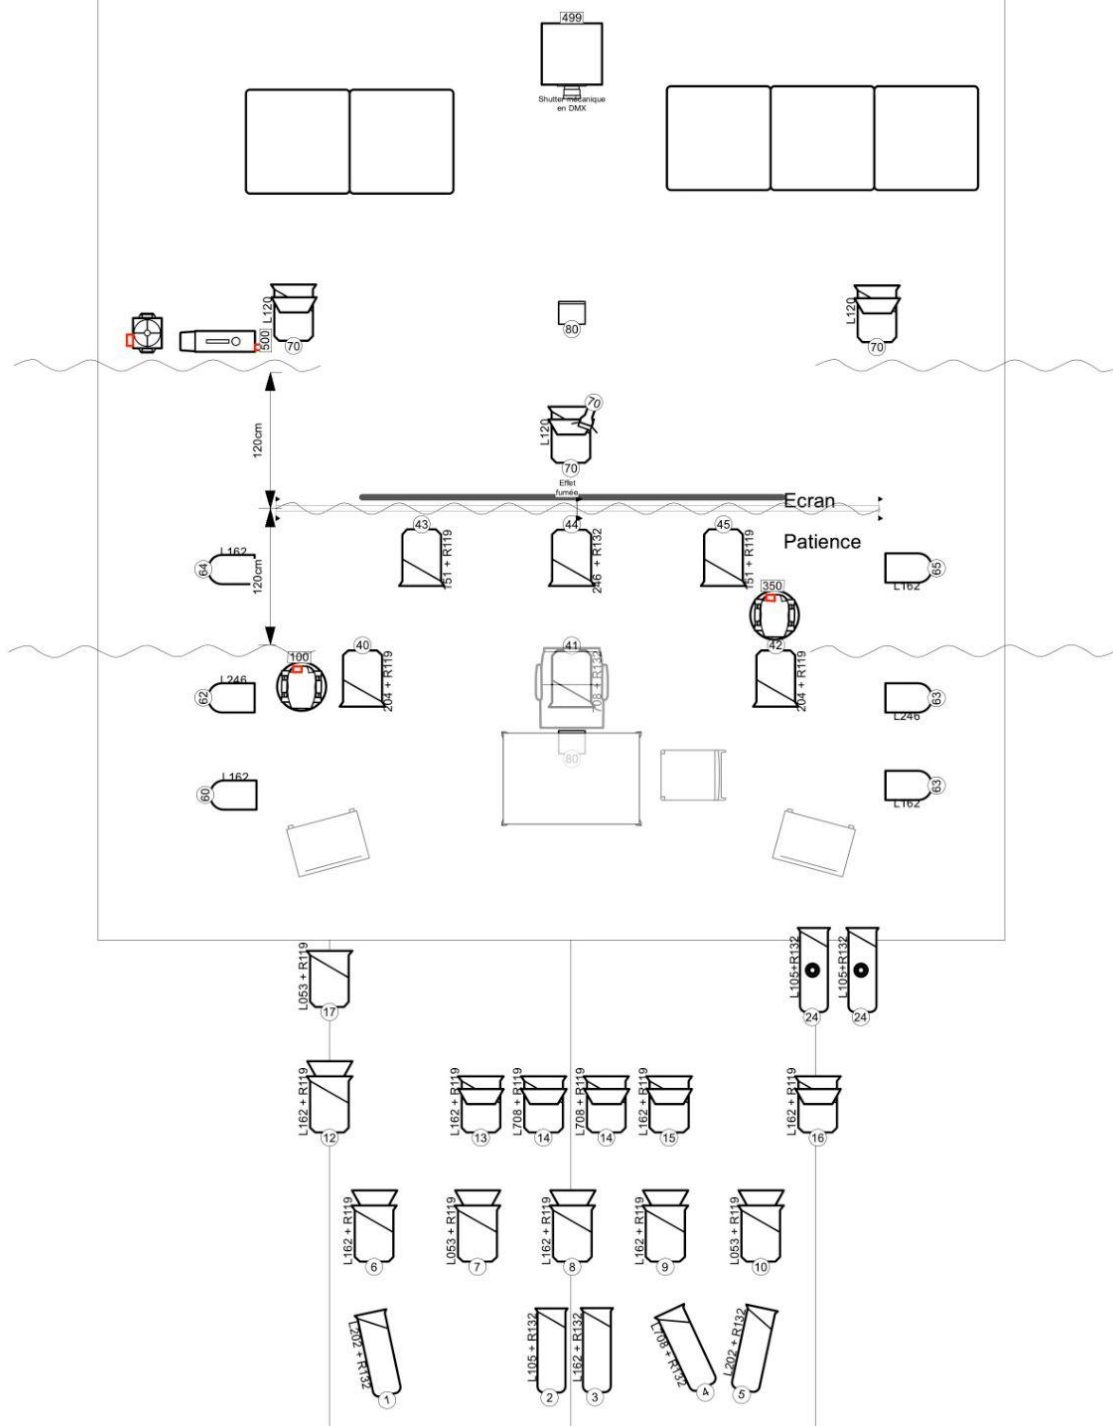 499
Shutter mécanique
en DMX
L120
70
500
80
L120
70
120cm
70
L120
70
Effet
fumée
Ecran
Patience
43
151 + R119
44
246 + R132
45
151 + R119
L162
64
120cm
65
L162
350
100
40
204 + R119
41
708 + R132
42
204 + R119
L246
62
63
L246
80
L162
60
63
L162
L053 + R119
17
L105+R132
24
L105+R132
24
L162 + R119
12
L162 + R119
13
L708 + R119
14
L708 + R119
14
L162 + R119
15
L162 + R119
16
L162 + R119
6
L053 + R119
7
L162 + R119
8
L162 + R119
9
L053 + R119
10
L202 + R132
1
L105 + R132
2
L162 + R132
3
L708 + R132
4
L202 + R132
5